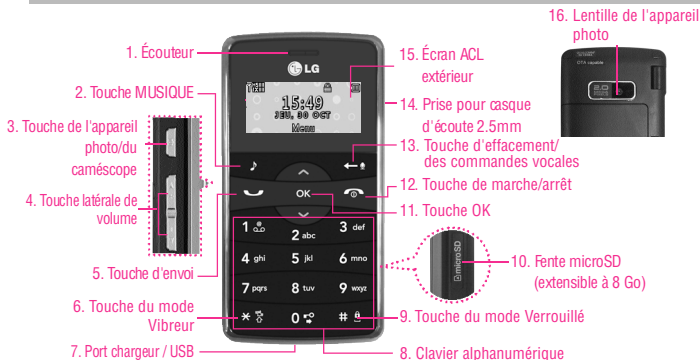 16. Lentille de l'appareil
photo
1. Écouteur
2. Touche MUSIQUE
3. Touche de l'appareil
photo/du
caméscope
4. Touche latérale de
volume
5. Touche d'envoi
6. Touche du mode
Vibreur
7. Port chargeur / USB
LG
15:49
JEU, 30 OCT
Menu
OK
1
2 abc
3 def
4 ghi
5 jkl
6 mno
7 pqrs
8 tuv
9 wxyz
*
0
#
15. Écran ACL
extérieur
14. Prise pour casque
d'écoute 2.5mm
13. Touche d'effacement/
des commandes vocales
12. Touche de marche/arrêt
11. Touche OK
microSD
10. Fente microSD
(extensible à 8 Go)
9. Touche du mode Verrouillé
8. Clavier alphanumérique
DTA capable
2.0